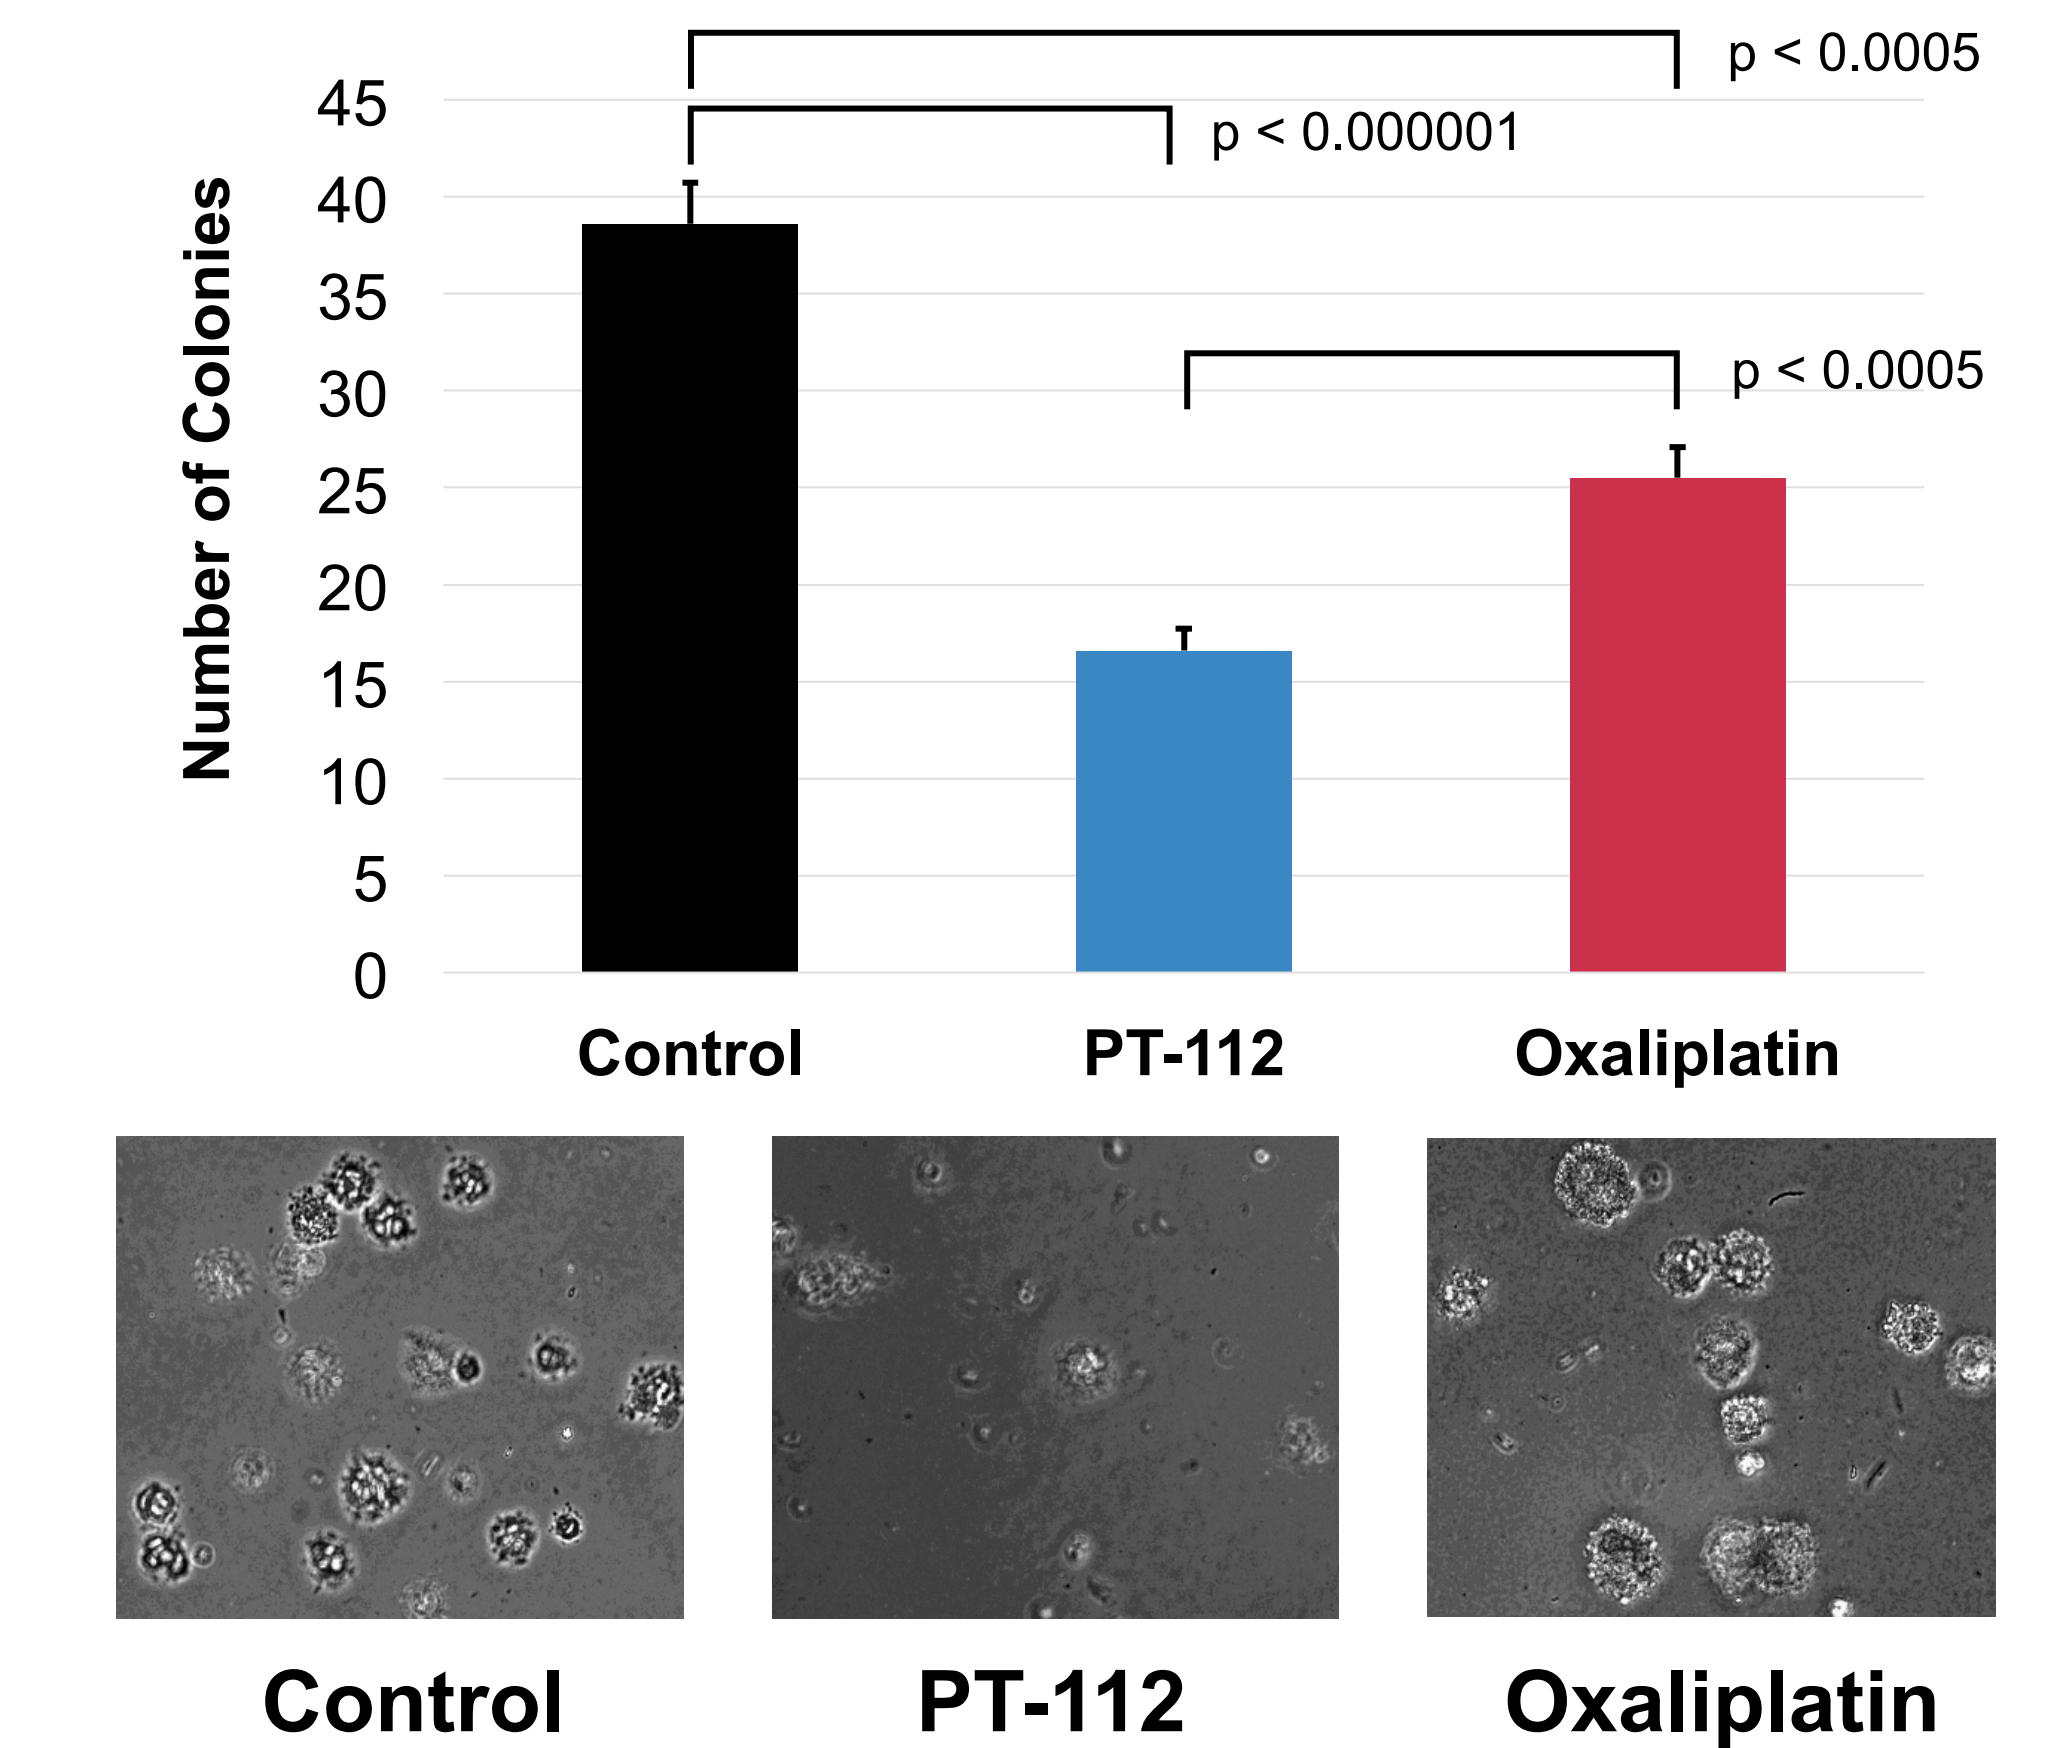 p < 0.0005
45
p < 0.000001
40
35
p < 0.0005
30
25
20
15
10
5
0
Number of Colonies
Control PT-112 Oxaliplatin
Control PT-112 Oxaliplatin